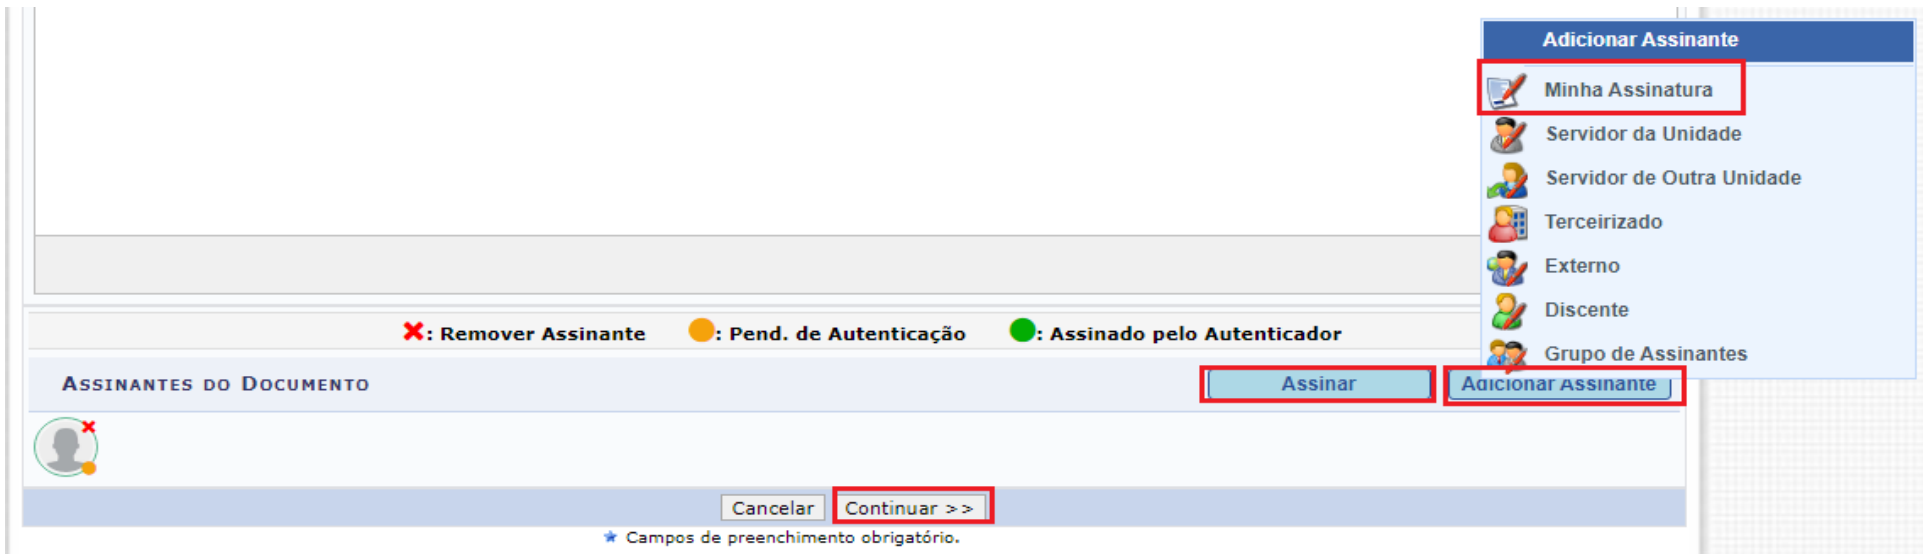 Adicionar Assinante
Minha Assinatura
Servidor da Unidade
Servidor de Outra Unidade
Terceirizado
Externo
Discente
Grupo de Assinantes
: Remover Assinante : Pend. de Autenticação : Assinado pelo Autenticador
Assinantes do Documento Assinar Adicionar Assinante
Cancelar Continuar >>
Campos de preenchimento obrigatório.